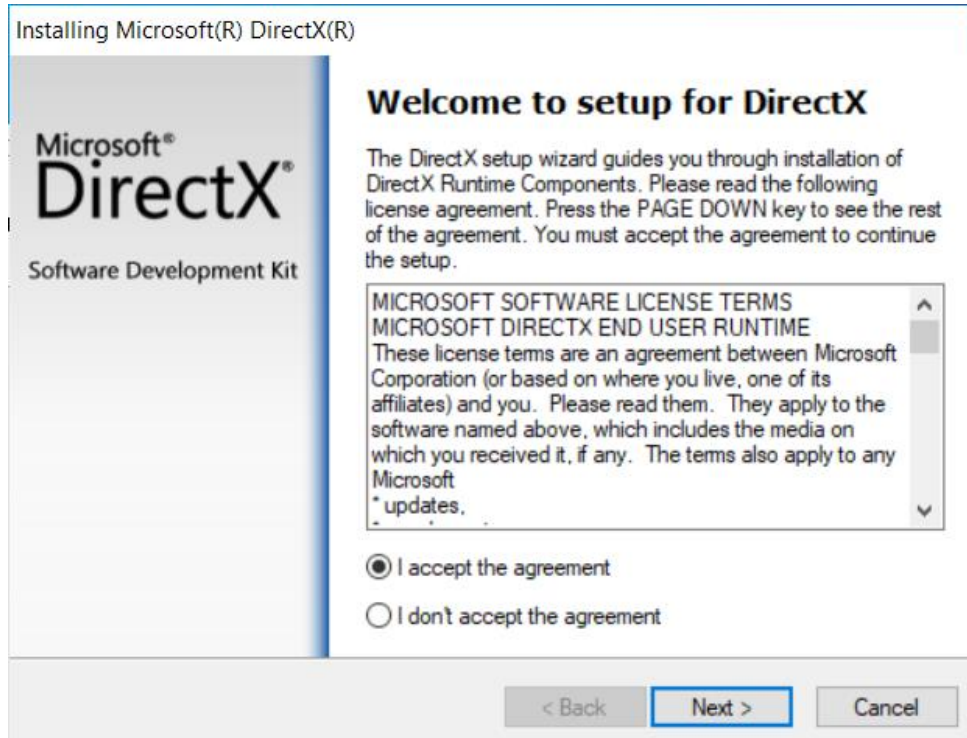 Installing Microsoft(R) DirectX(R)
Microsoft®
DirectX®
Software Development Kit
Welcome to setup for DirectX
The DirectX setup wizard guides you through installation of
DirectX Runtime Components. Please read the following
license agreement. Press the PAGE DOWN key to see the rest
of the agreement. You must accept the agreement to continue
the setup.
MICROSOFT SOFTWARE LICENSE TERMS
MICROSOFT DIRECTX END USER RUNTIME
These license terms are an agreement between Microsoft
Corporation (or based on where you live, one of its
affiliates) and you.  Please read them.  They apply to the
software named above, which includes the media on
which you received it, if any.  The terms also apply to any
Microsoft
* updates,
I accept the agreement
I don't accept the agreement
< Back
Next >
Cancel